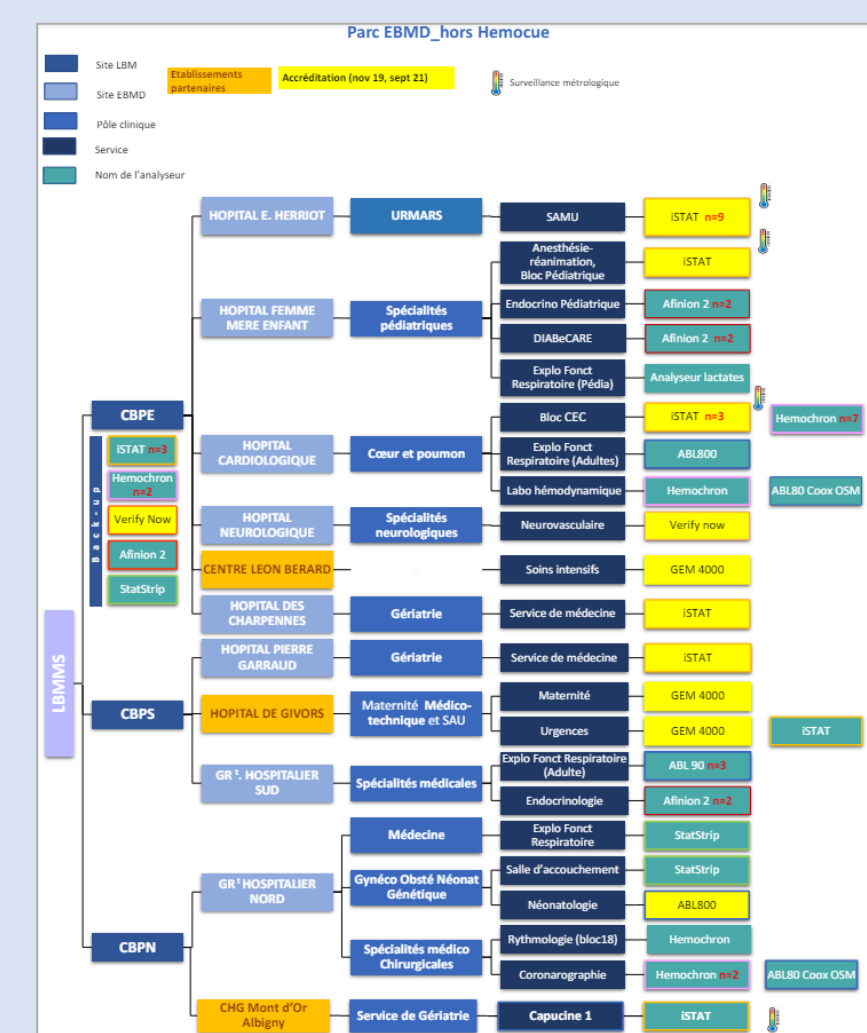 Parc EBMD_hors Hemocue
Site LBM
Etablissements
partenaires
Accréditation (nov 19, sept 21)
Surveillance métrologique
Site EBMD
Pôle clinique
Service
Nom de l'analyseur
HOPITAL E. HERRIOT
URMARS
SAMU
iSTAT n=9
Anesthésie-
réanimation,
Bloc Pédiatrique
iSTAT
HOPITAL FEMME
MERE ENFANT
Spécialités
pédiatriques
Endocrino Pédiatrique
Afinion 2 n=2
DIABeCARE
Afinion 2 n=2
Explo Fonct
Respiratoire (Pédia)
Analyseur lactates
CBPE
Bloc CEC
iSTAT n=3
Hemochron n=7
Back-up
iSTAT n=3
Hemochron
n=2
Verify Now
Afinion 2
StatStrip
HOPITAL
CARDIOLOGIQUE
Cœur et poumon
Explo Fonct
Respiratoire (Adultes)
ABL800
Labo hémodynamique
Hemochron
ABL80 Coox OSM
HOPITAL
NEUROLOGIQUE
Spécialités
neurologiques
Neurovasculaire
Verify now
CENTRE LEON BERARD
Soins intensifs
GEM 4000
HOPITAL DES
CHARPENNES
Gériatrie
Service de médecine
iSTAT
LBMMS
HOPITAL PIERRE
GARRAUD
Gériatrie
Service de médecine
iSTAT
CBPS
HOPITAL DE GIVORS
Maternité Médico-
technique et SAU
Maternité
GEM 4000
Urgences
GEM 4000
iSTAT
GR t. HOSPITALIER
SUD
Spécialités médicales
Explo Fonct Respiratoire
(Adulte)
ABL 90 n=3
Endocrinologie
Afinion 2 n=2
Médecine
Explo Fonct
Respiratoire
StatStrip
GR t HOSPITALIER
NORD
Gynéco Obsté Néonat
Génétique
Salle d'accouchement
StatStrip
Néonatologie
ABL800
CBPN
Spécialités médico
Chirurgicales
Rythmologie (bloc18)
Hemochron
Coronarographie
Hemochron n=2
ABL80 Coox OSM
CHG Mont d'Or
Albigny
Service de Gériatrie
Capucine 1
iSTAT